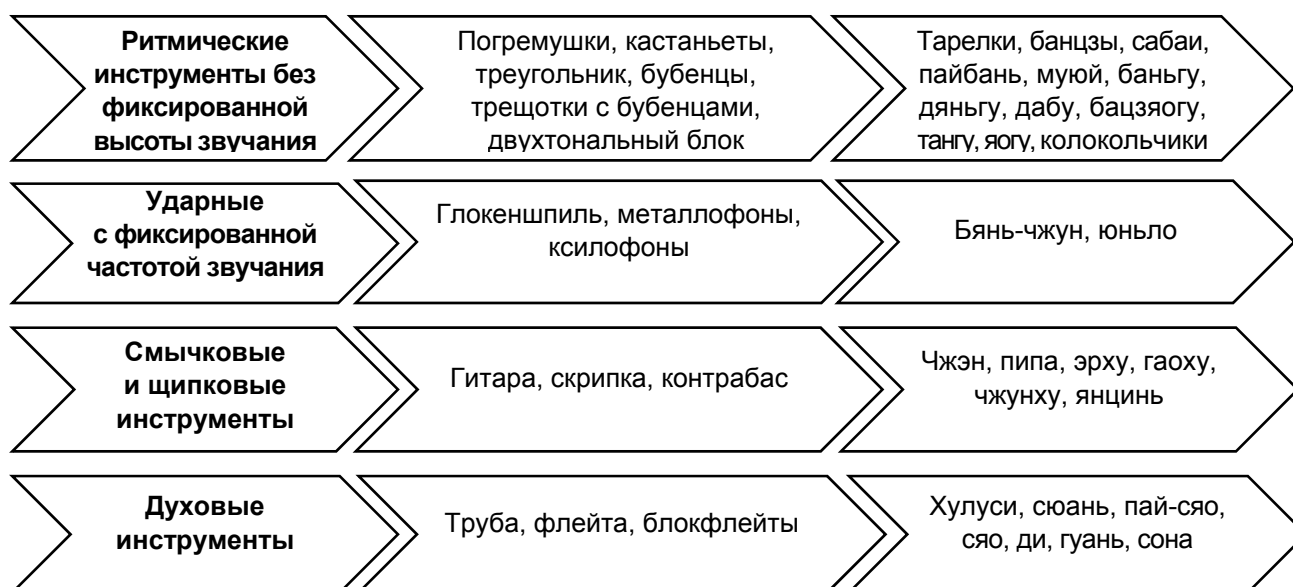 Ритмические
инструменты без
фиксированной
высоты звучания
Погремушки, кастаньеты,
треугольник, бубенцы,
трещотки с бубенцами,
двухтональный блок
Тарелки, банцзы, сабаи,
пайбань, муюй, баньгу,
дяньгу, дабу, бацзяогу,
тангу, яогу, колокольчики
Ударные
с фиксированной
частотой звучания
Глокеншпиль, металлофоны,
ксилофоны
Бянь-чжун, юньло
Смычковые
и щипковые
инструменты
Гитара, скрипка, контрабас
Чжэн, пипа, эрху, гаоху,
чжунху, янцинь
Духовые
инструменты
Труба, флейта, блокфлейты
Хулуси, сюань, пай-сяо,
сяо, ди, гуань, сона